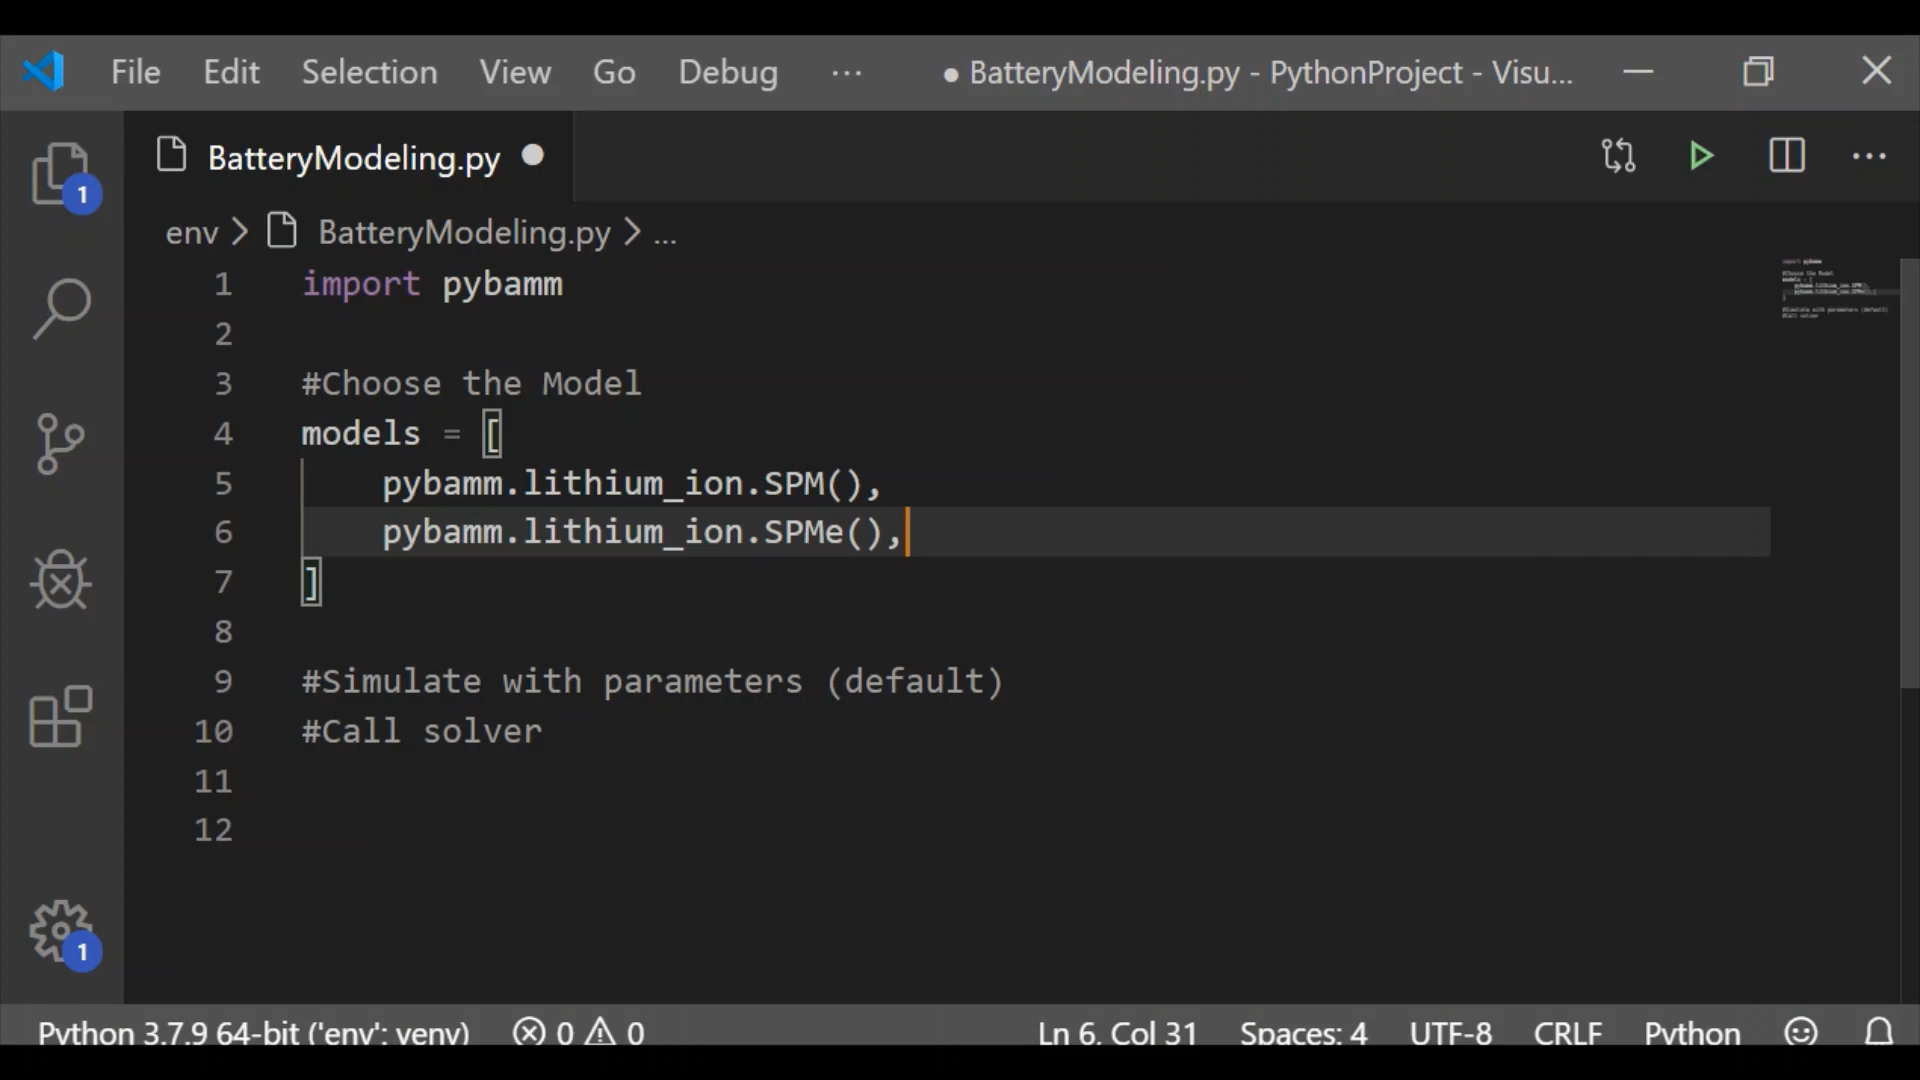 File Edit Selection View Go Debug ... ● BatteryModeling.py - PythonProject - Visu...
BatteryModeling.py ●
env > BatteryModeling.py > ...
1 import pybamm
2
3 #Choose the Model
4 models = [
5 pybamm.lithium_ion.SPM(),
6 pybamm.lithium_ion.SPMe(),
7 ]
8
9 #Simulate with parameters (default)
10 #Call solver
11
12
1
1
Python 3.7.9 64-bit ('env': venv) 0 0 Ln 6, Col 31 Spaces: 4 UTF-8 CRLF Python